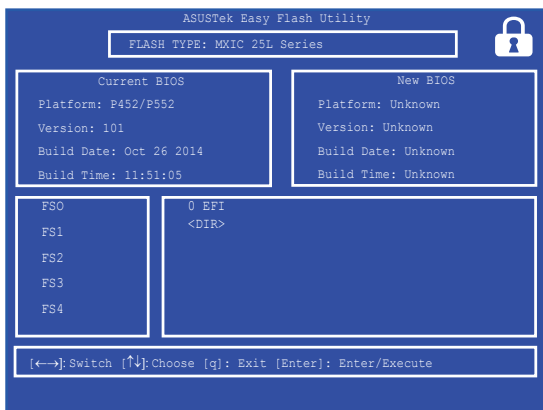 ASUSTek Easy Flash Utility
FLASH TYPE: MXIC 25L Series
Current BIOS
Platform: P452/P552
Version: 101
Build Date: Oct 26 2014
Build Time: 11:51:05
New BIOS
Platform: Unknown
Version: Unknown
Build Date: Unknown
Build Time: Unknown
FSO
FS1
FS2
FS3
FS4
0 EFI
<DIR>
[←→]: Switch [↑↓]: Choose [q]: Exit [Enter]: Enter/Execute